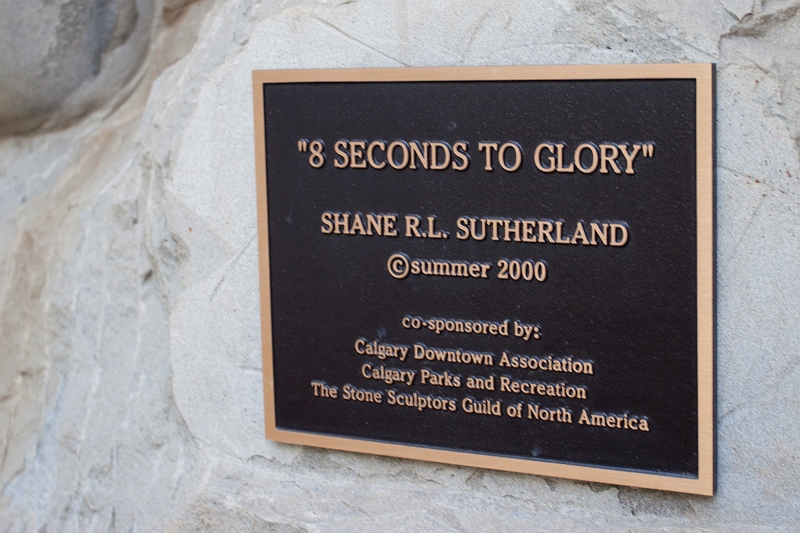 "8 SECONDS TO GLORY"
SHANE R.L. SUTHERLAND
©summer 2000
co-sponsored by:
Calgary Downtown Association
Calgary Parks and Recreation
The Stone Sculptors Guild of North America